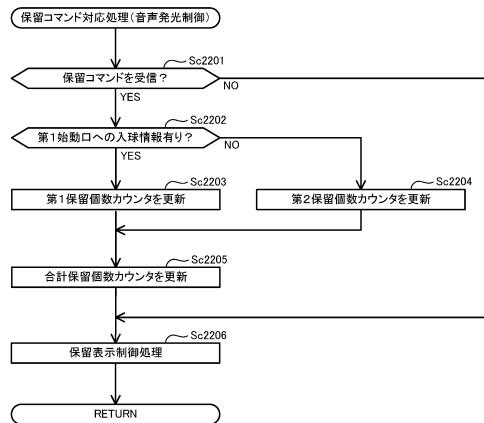 保留コマンド対応処理(音声発光制御)
Sc2201
保留コマンドを受信?
NO
YES
Sc2202
第1始動口への入球情報有り?
NO
YES
Sc2203
第1保留個数カウンタを更新
Sc2204
第2保留個数カウンタを更新
Sc2205
合計保留個数カウンタを更新
Sc2206
保留表示制御処理
RETURN